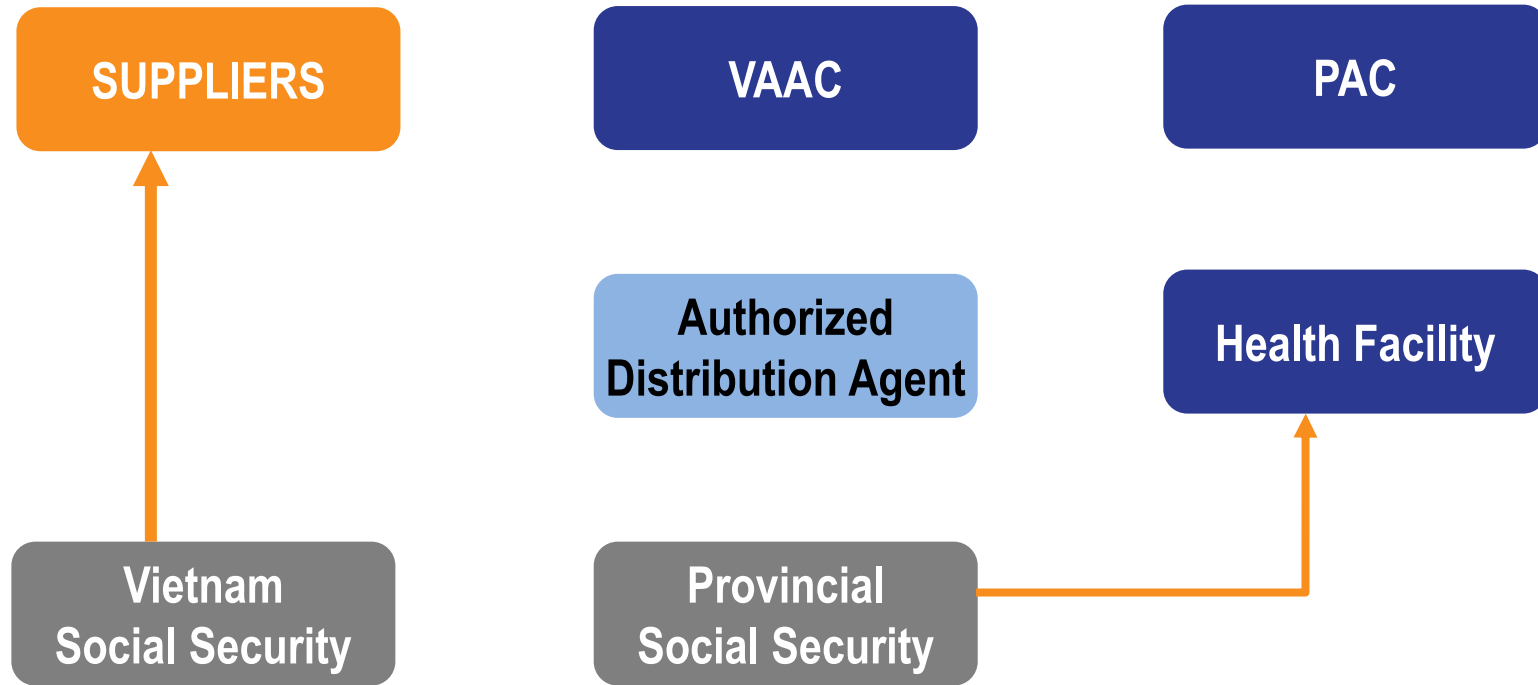 SUPPLIERS
VAAC
PAC
Authorized
Distribution Agent
Health Facility
Vietnam
Social Security
Provincial
Social Security